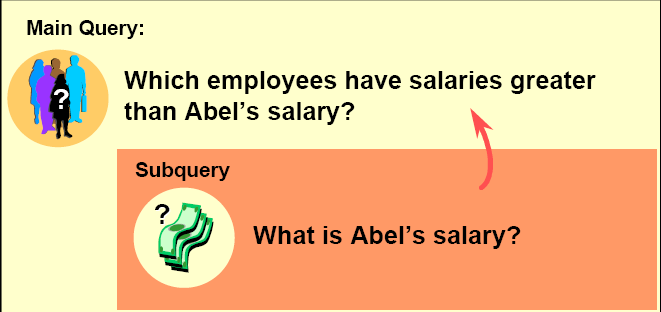 Main Query:
?
Which employees have salaries greater
than Abel’s salary?
Subquery
?
What is Abel’s salary?